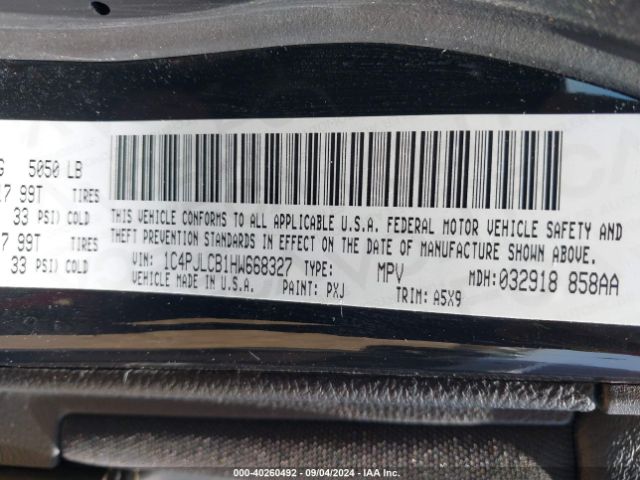 G 5050 LB
17 99T TIRES
33 PSI) COLD
7 99T TIRES
33 PSI) COLD
THIS VEHICLE CONFORMS TO ALL APPLICABLE U.S.A. FEDERAL MOTOR VEHICLE SAFETY AND
THEFT PREVENTION STANDARDS IN EFFECT ON THE DATE OF MANUFACTURE SHOWN ABOVE.
VIN: 1C4PJLCB1HW668327 TYPE: MPV MDH:032918 858AA
VEHICLE MADE IN U.S.A. PAINT: PXJ TRIM: A5X9
000-40260492 - 09/04/2024 - IAA Inc.